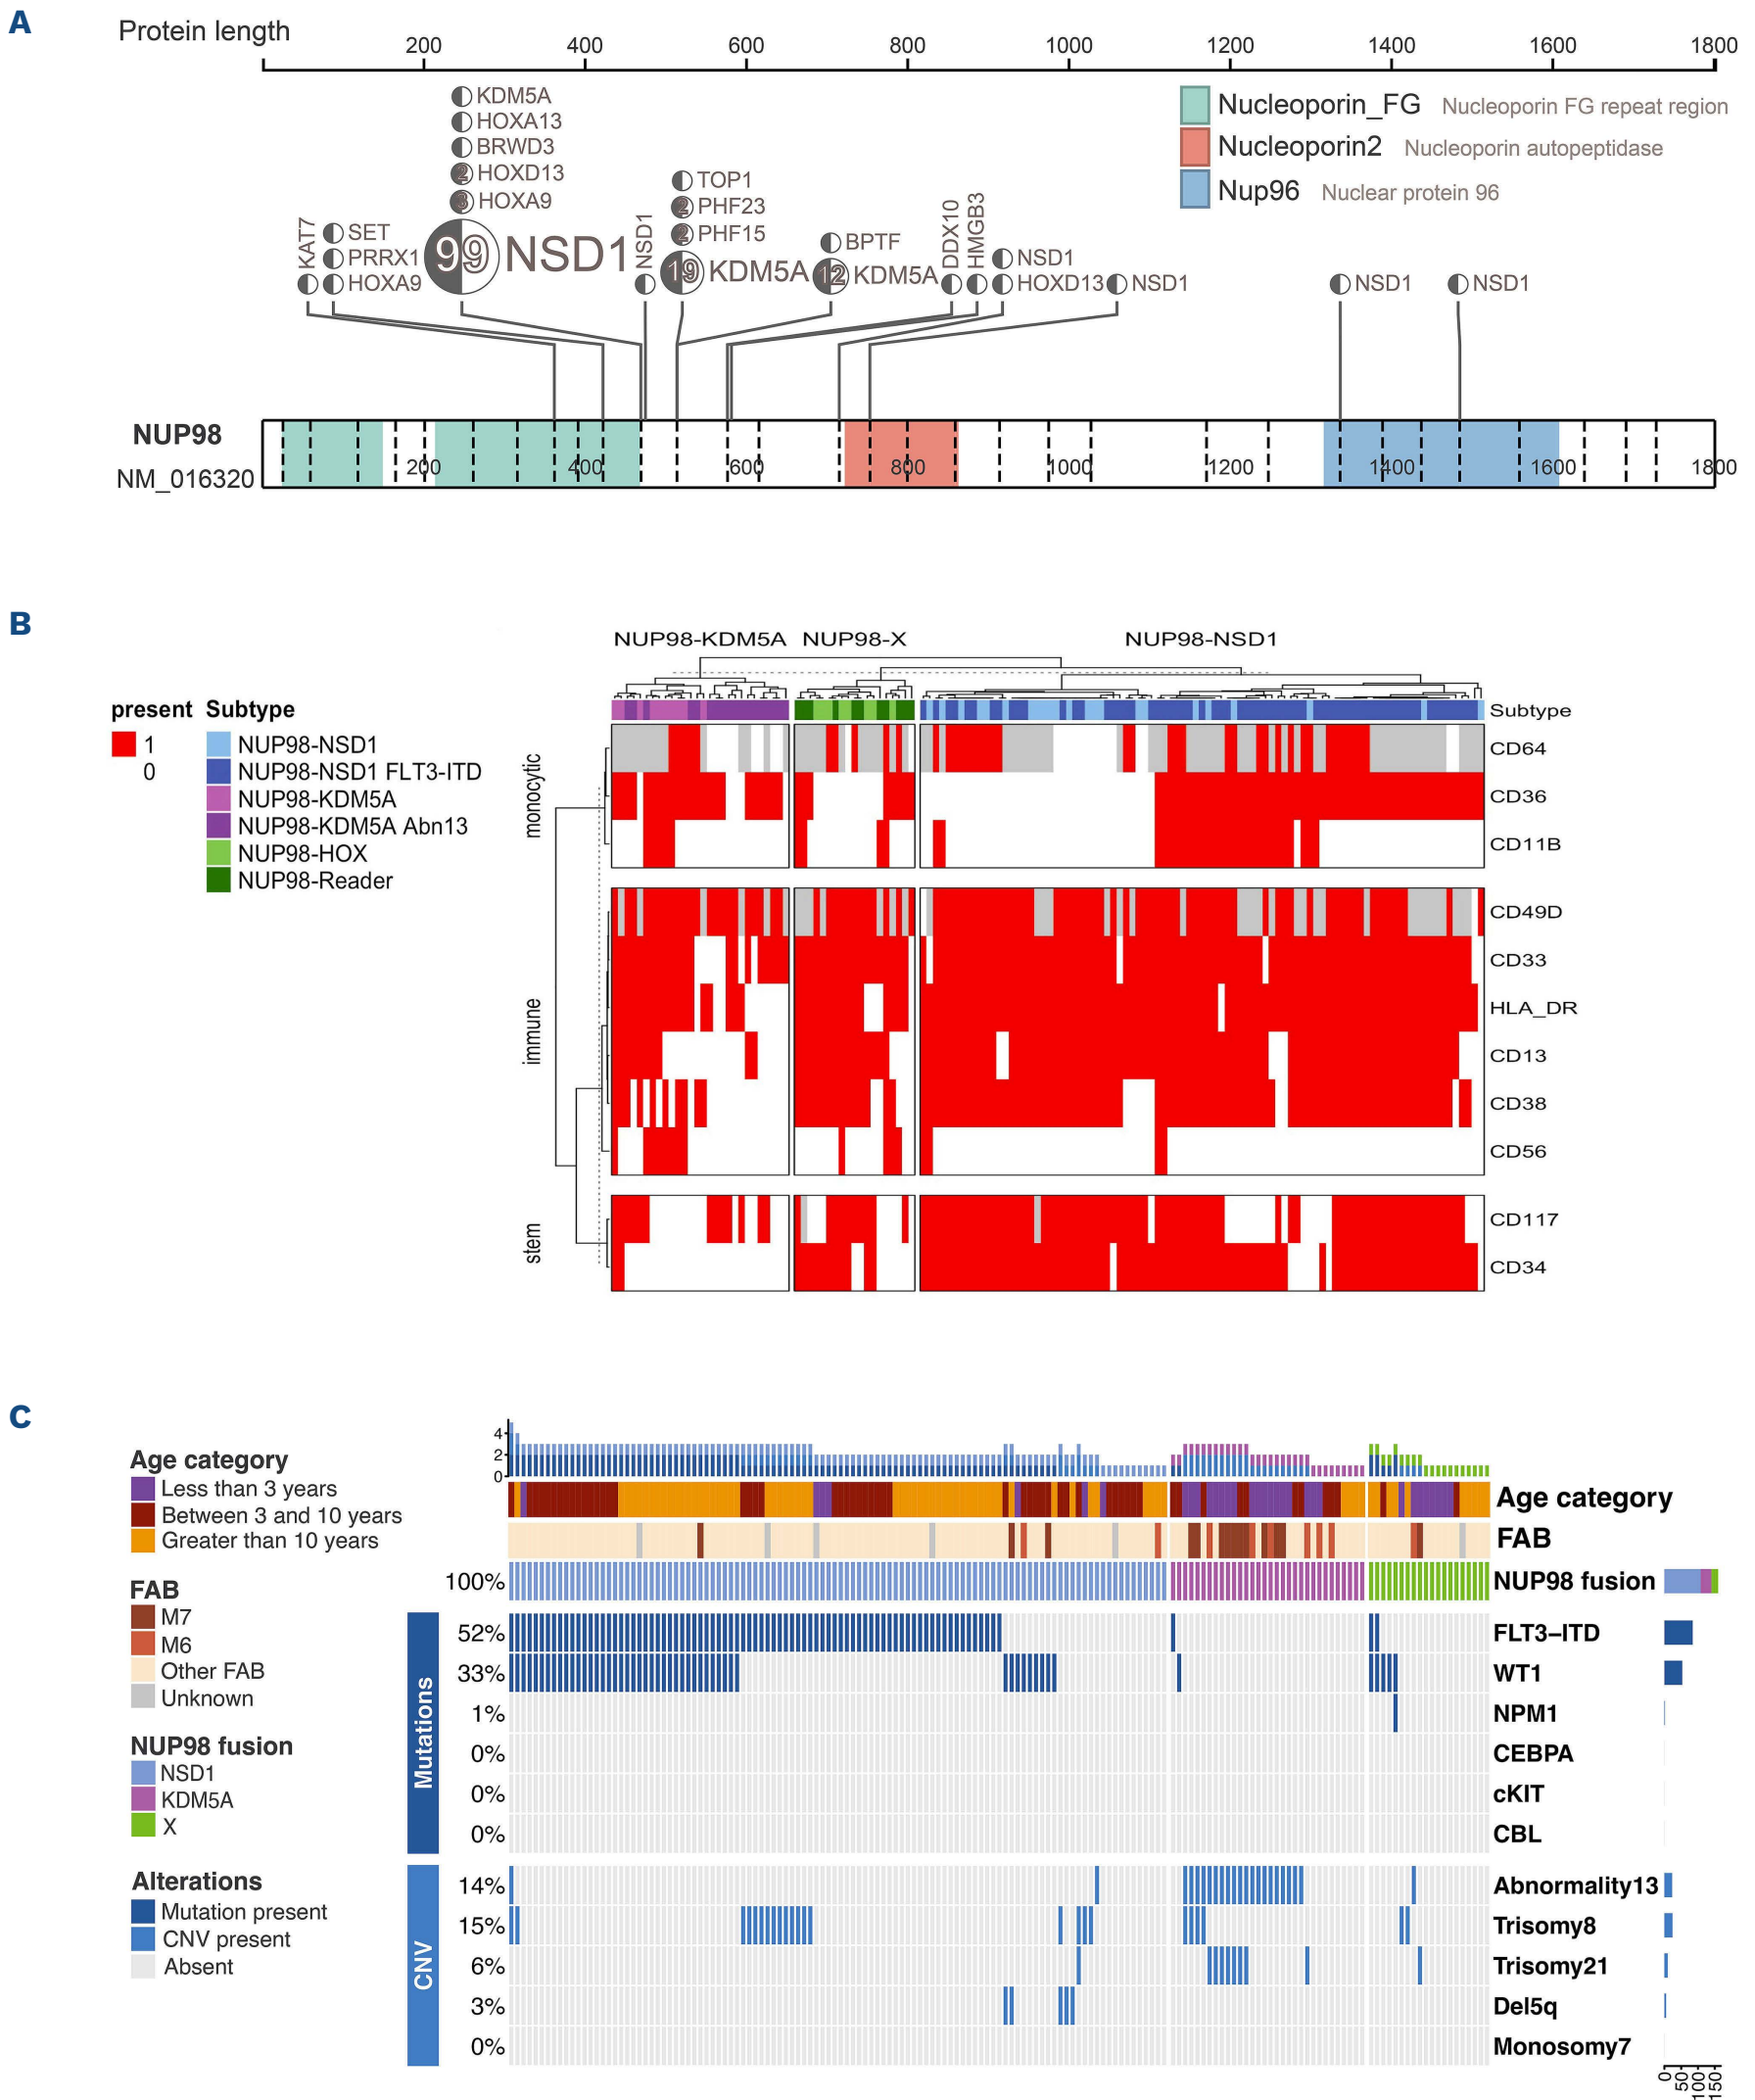 A
Protein length
200 400 600 800 1000 1200 1400 1600 1800
Nucleoporin_FG Nucleoporin FG repeat region
Nucleoporin2 Nucleoporin autopeptidase
Nup96 Nuclear protein 96
KDM5A
HOXA13
BRWD3
2 HOXD13
3 HOXA9
99 NSD1
KAT7
SET
PRRX1
HOXA9
NSD1
TOP1
2 PHF23
2 PHF15
19 KDM5A
BPTF
12 KDM5A
DDX10
HMGB3
NSD1
HOXD13
NSD1
NSD1
NSD1
NUP98
NM_016320
200 400 600 800 1000 1200 1400 1600 1800
B
NUP98-KDM5A NUP98-X NUP98-NSD1
present
1
0
Subtype
NUP98-NSD1
NUP98-NSD1 FLT3-ITD
NUP98-KDM5A
NUP98-KDM5A Abn13
NUP98-HOX
NUP98-Reader
monocytic
immune
stem
Subtype
CD64
CD36
CD11B
CD49D
CD33
HLA_DR
CD13
CD38
CD56
CD117
CD34
C
Age category
Less than 3 years
Between 3 and 10 years
Greater than 10 years
FAB
M7
M6
Other FAB
Unknown
NUP98 fusion
NSD1
KDM5A
X
Alterations
Mutation present
CNV present
Absent
4
2
0
Age category
FAB
100% NUP98 fusion
Mutations
52% FLT3–ITD
33% WT1
1% NPM1
0% CEBPA
0% cKIT
0% CBL
CNV
14% Abnormality13
15% Trisomy8
6% Trisomy21
3% Del5q
0% Monosomy7
0 50 100 150